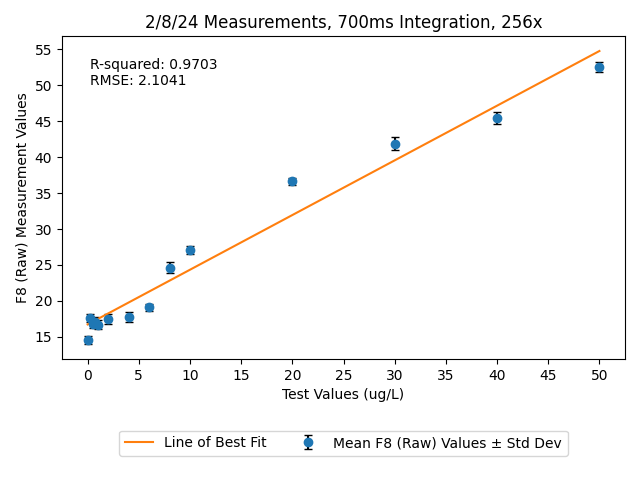 2/8/24 Measurements, 700ms Integration, 256x
R-squared: 0.9703
RMSE: 2.1041
F8 (Raw) Measurement Values
55
50
45
40
35
30
25
20
15
0 5 10 15 20 25 30 35 40 45 50
Test Values (ug/L)
Line of Best Fit
Mean F8 (Raw) Values ± Std Dev